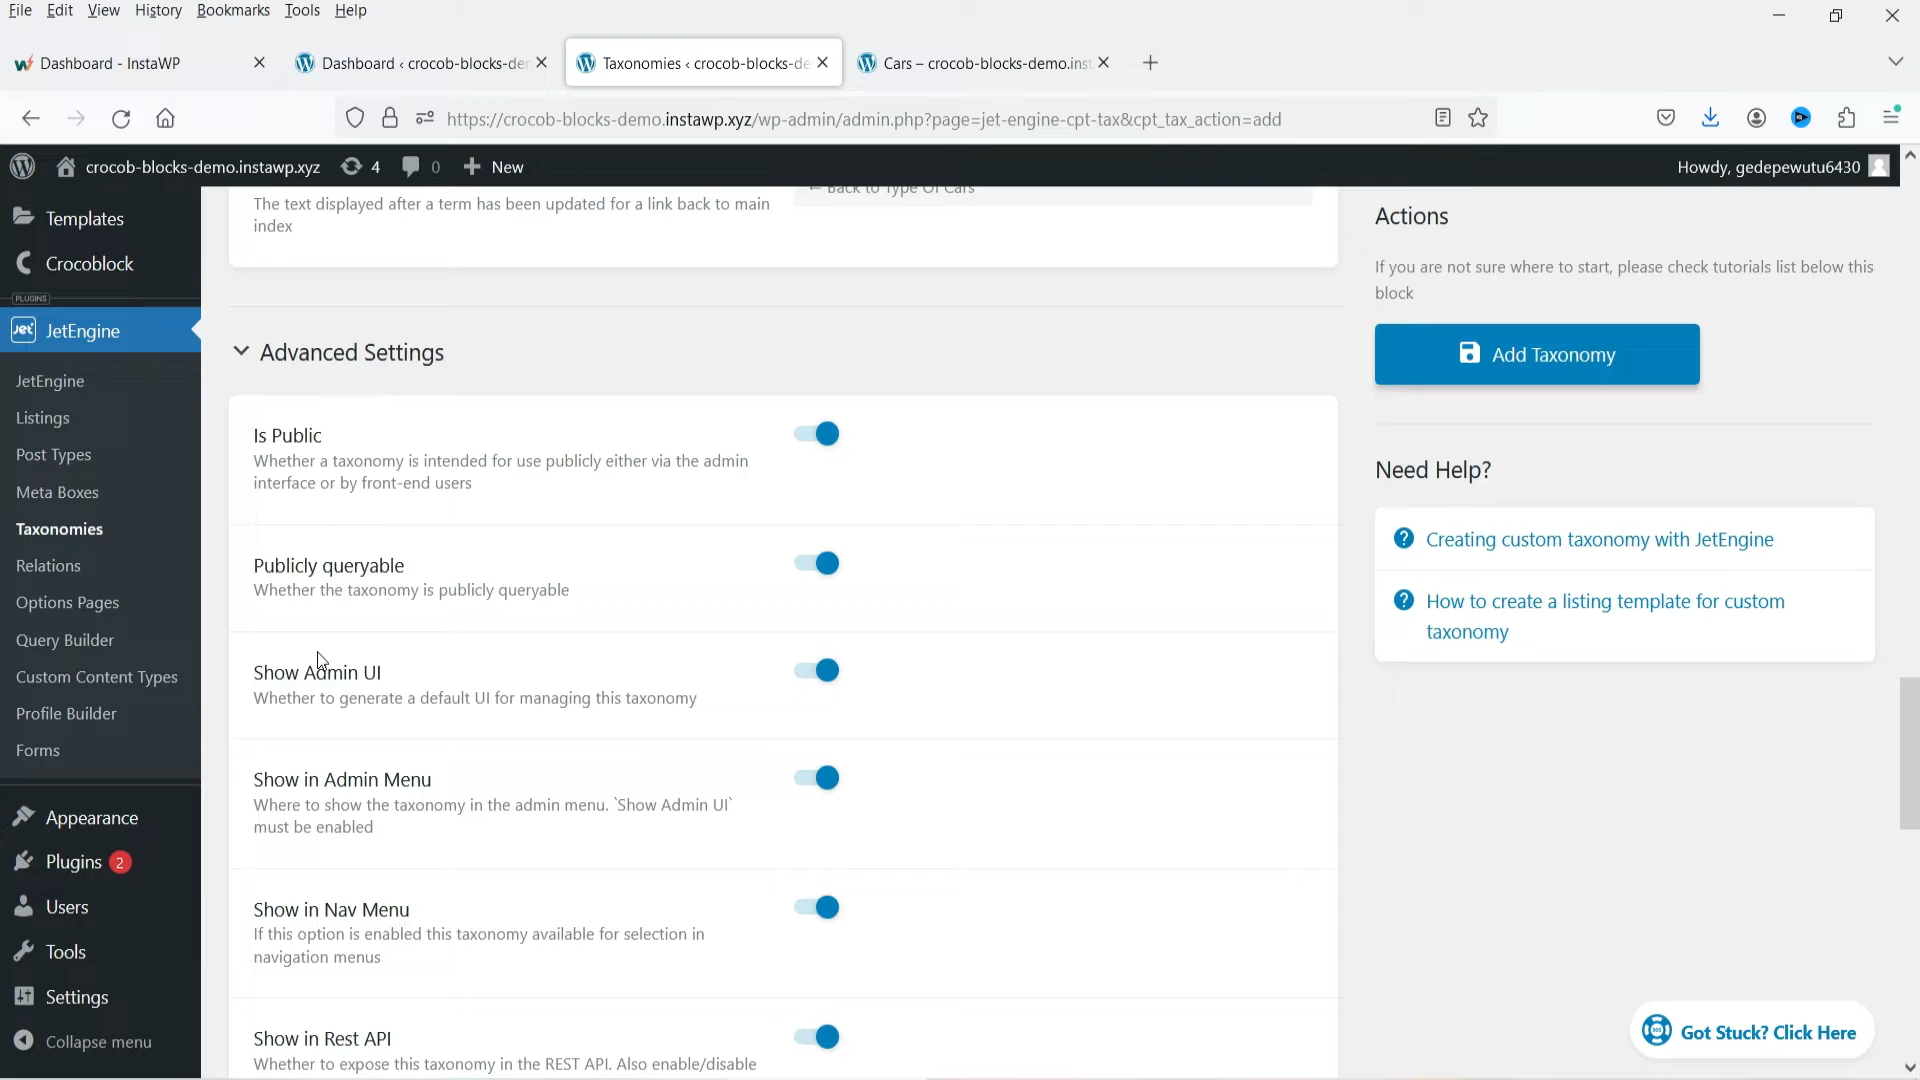 File Edit View History Bookmarks Tools Help
Dashboard - InstaWP
Dashboard ‹ crocob-blocks-de
Taxonomies ‹ crocob-blocks-de
Cars – crocob-blocks-demo.inst
https://crocob-blocks-demo.instawp.xyz/wp-admin/admin.php?page=jet-engine-cpt-tax&cpt_tax_action=add
crocob-blocks-demo.instawp.xyz 4 0 New
Howdy, gedepewutu6430
Templates
Crocoblock
PLUGINS
Jet JetEngine
JetEngine
Listings
Post Types
Meta Boxes
Taxonomies
Relations
Options Pages
Query Builder
Custom Content Types
Profile Builder
Forms
Appearance
Plugins 2
Users
Tools
Settings
Collapse menu
← Back to Type Of Cars
The text displayed after a term has been updated for a link back to main
index
Advanced Settings
Is Public
Whether a taxonomy is intended for use publicly either via the admin
interface or by front-end users
Publicly queryable
Whether the taxonomy is publicly queryable
Show Admin UI
Whether to generate a default UI for managing this taxonomy
Show in Admin Menu
Where to show the taxonomy in the admin menu. `Show Admin UI`
must be enabled
Show in Nav Menu
If this option is enabled this taxonomy available for selection in
navigation menus
Show in Rest API
Whether to expose this taxonomy in the REST API. Also enable/disable
Actions
If you are not sure where to start, please check tutorials list below this
block
Add Taxonomy
Need Help?
Creating custom taxonomy with JetEngine
How to create a listing template for custom
taxonomy
Got Stuck? Click Here